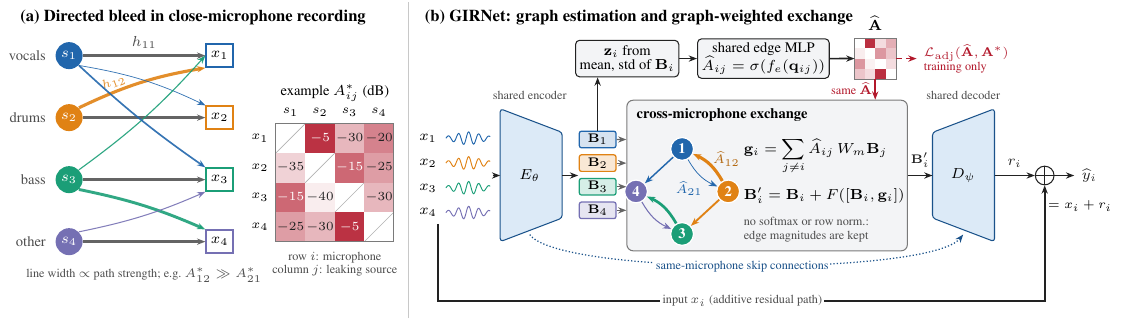 (a) Directed bleed in close-microphone recording
vocals
drums
bass
other
s₁
s₂
s₃
s₄
h₁₁
h₁₂
x₁
x₂
x₃
x₄
line width ∝ path strength; e.g. A*₁₂ ≫ A*₂₁
example A*ᵢⱼ (dB)
s₁ s₂ s₃ s₄
x₁ −5 −30 −20
x₂ −35 −15 −25
x₃ −15 −40 −30
x₄ −25 −30 −5
row i: microphone
column j: leaking source
(b) GIRNet: graph estimation and graph-weighted exchange
zᵢ from
mean, std of Bᵢ
shared edge MLP
Âᵢⱼ = σ(fₑ(qᵢⱼ))
Â
ℒadj(Â, A*)
training only
same Â
shared encoder
shared decoder
x₁
x₂
x₃
x₄
Eθ
B₁
B₂
B₃
B₄
cross-microphone exchange
1
2
3
4
Â₁₂
Â₂₁
gᵢ = ∑ⱼ≠ᵢ Âᵢⱼ Wₘ Bⱼ
B′ᵢ = Bᵢ + F([Bᵢ, gᵢ])
no softmax or row norm.:
edge magnitudes are kept
B′ᵢ
Dψ
rᵢ
ŷᵢ
= xᵢ + rᵢ
same-microphone skip connections
input xᵢ (additive residual path)